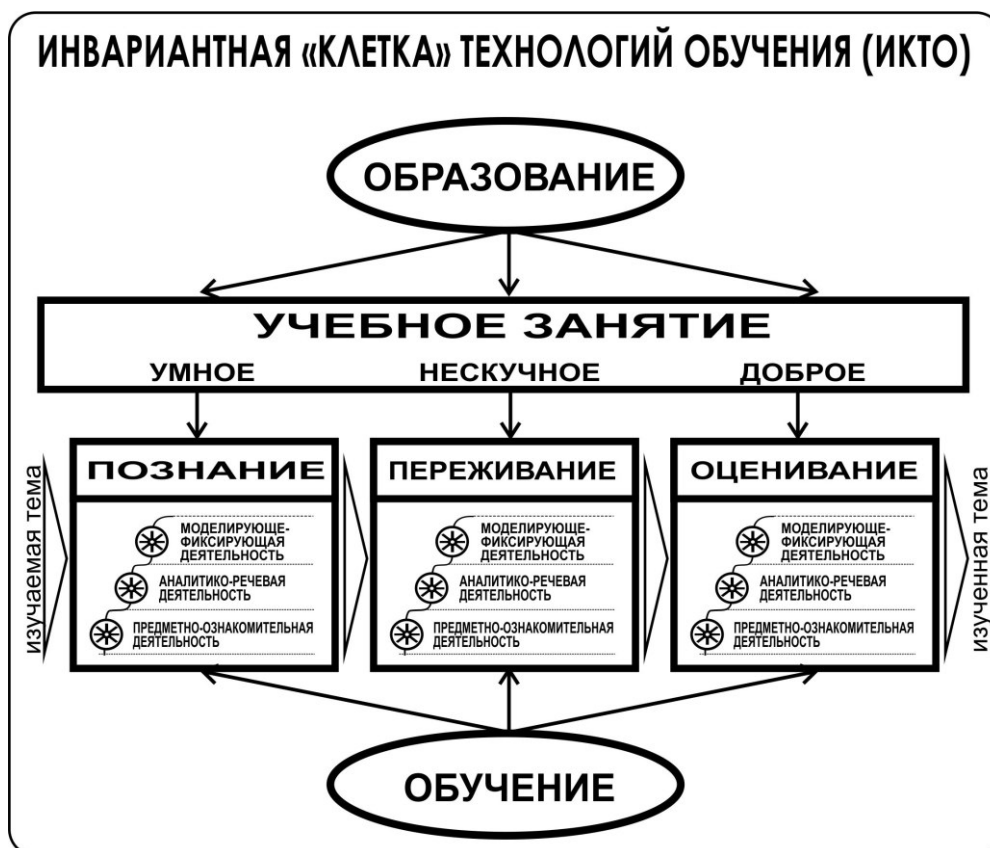 ИНВАРИАНТНАЯ «КЛЕТКА» ТЕХНОЛОГИЙ ОБУЧЕНИЯ (ИКТО)
ОБРАЗОВАНИЕ
УЧЕБНОЕ ЗАНЯТИЕ
УМНОЕ
НЕСКУЧНОЕ
ДОБРОЕ
изучаемая тема
ПОЗНАНИЕ
МОДЕЛИРУЮЩЕ-
ФИКСИРУЮЩАЯ
ДЕЯТЕЛЬНОСТЬ
АНАЛИТИКО-РЕЧЕВАЯ
ДЕЯТЕЛЬНОСТЬ
ПРЕДМЕТНО-ОЗНАКОМИТЕЛЬНАЯ
ДЕЯТЕЛЬНОСТЬ
ПЕРЕЖИВАНИЕ
МОДЕЛИРУЮЩЕ-
ФИКСИРУЮЩАЯ
ДЕЯТЕЛЬНОСТЬ
АНАЛИТИКО-РЕЧЕВАЯ
ДЕЯТЕЛЬНОСТЬ
ПРЕДМЕТНО-ОЗНАКОМИТЕЛЬНАЯ
ДЕЯТЕЛЬНОСТЬ
ОЦЕНИВАНИЕ
МОДЕЛИРУЮЩЕ-
ФИКСИРУЮЩАЯ
ДЕЯТЕЛЬНОСТЬ
АНАЛИТИКО-РЕЧЕВАЯ
ДЕЯТЕЛЬНОСТЬ
ПРЕДМЕТНО-ОЗНАКОМИТЕЛЬНАЯ
ДЕЯТЕЛЬНОСТЬ
изученная тема
ОБУЧЕНИЕ